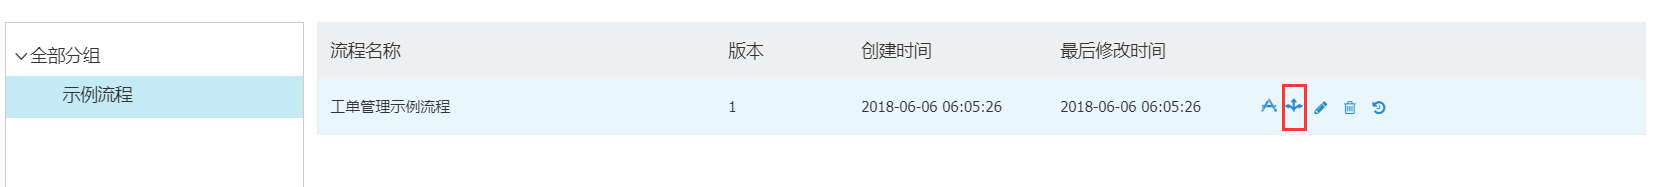 全部分组
示例流程
流程名称 版本 创建时间 最后修改时间
工单管理示例流程 1 2018-06-06 06:05:26 2018-06-06 06:05:26